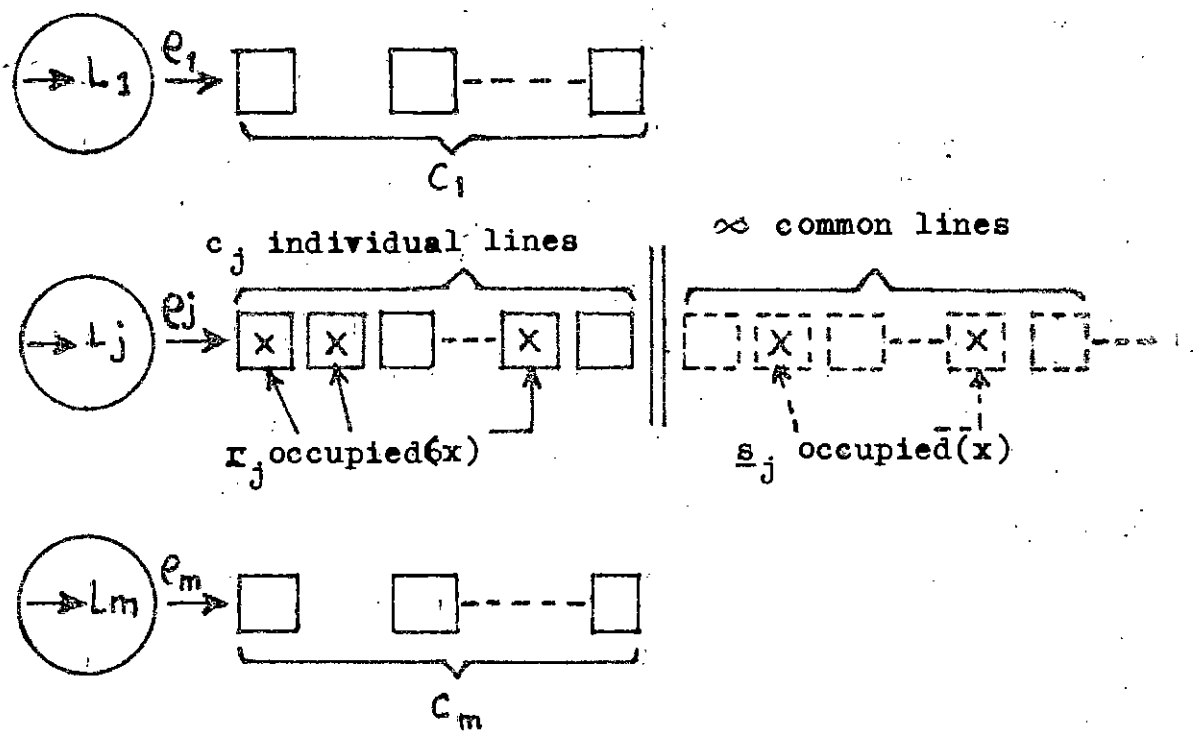 L1 ϱ1
C1
cj individual lines ∞ common lines
Lj ϱj x x x x x
rj occupied(x) sj occupied(x)
Lm ϱm
Cm